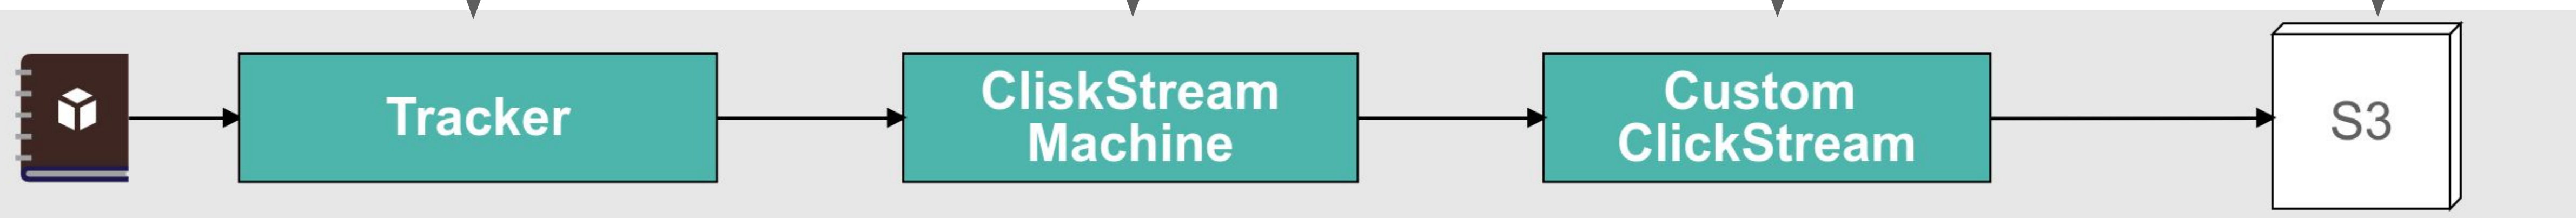 Tracker
CliskStream
Machine
Custom
ClickStream
S3